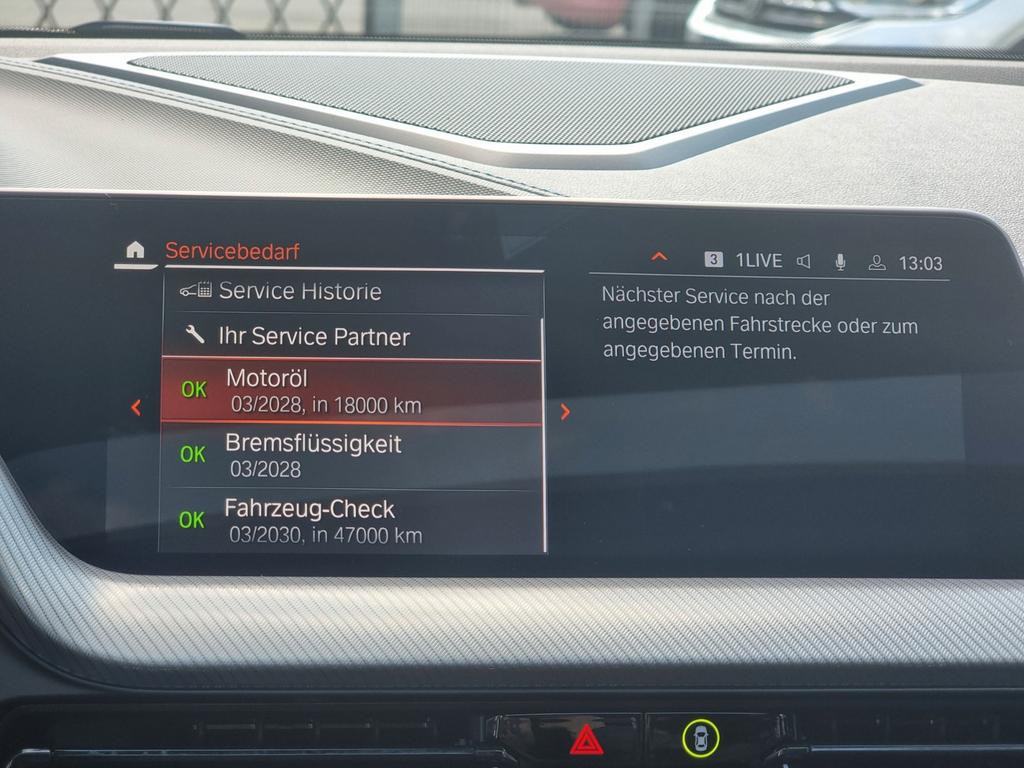 Servicebedarf
3 1LIVE 13:03
Service Historie
Ihr Service Partner
OK Motoröl
03/2028, in 18000 km
OK Bremsflüssigkeit
03/2028
OK Fahrzeug-Check
03/2030, in 47000 km
Nächster Service nach der
angegebenen Fahrstrecke oder zum
angegebenen Termin.